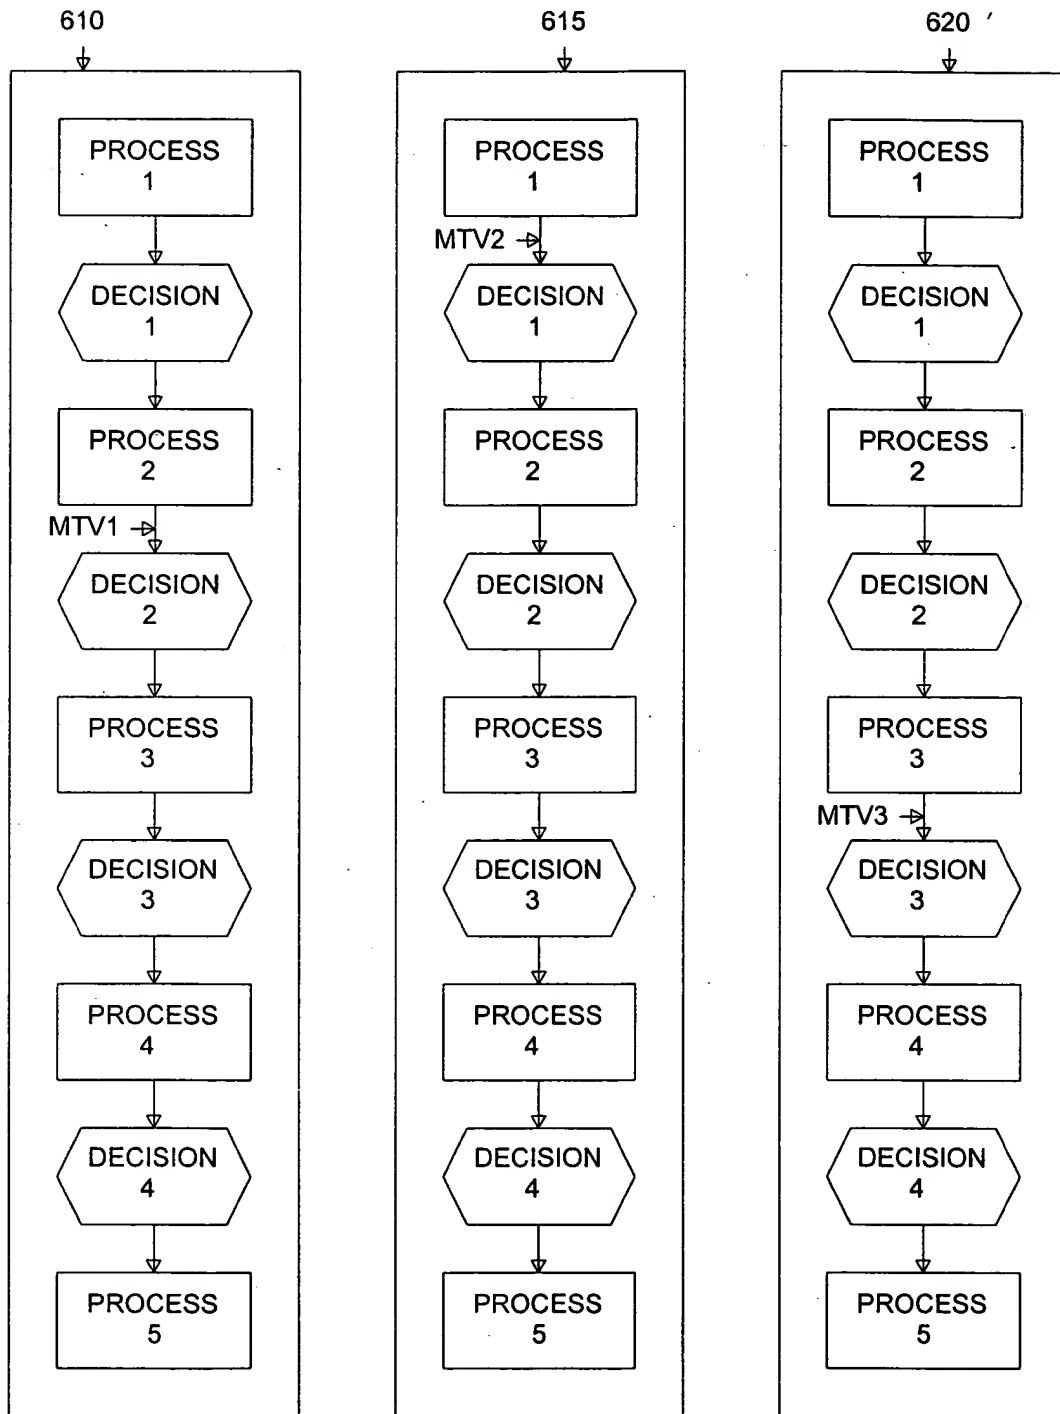 610
615
620
PROCESS
1
PROCESS
1
PROCESS
1
MTV2
DECISION
1
DECISION
1
DECISION
1
PROCESS
2
PROCESS
2
PROCESS
2
MTV1
DECISION
2
DECISION
2
DECISION
2
PROCESS
3
PROCESS
3
PROCESS
3
MTV3
DECISION
3
DECISION
3
DECISION
3
PROCESS
4
PROCESS
4
PROCESS
4
DECISION
4
DECISION
4
DECISION
4
PROCESS
5
PROCESS
5
PROCESS
5